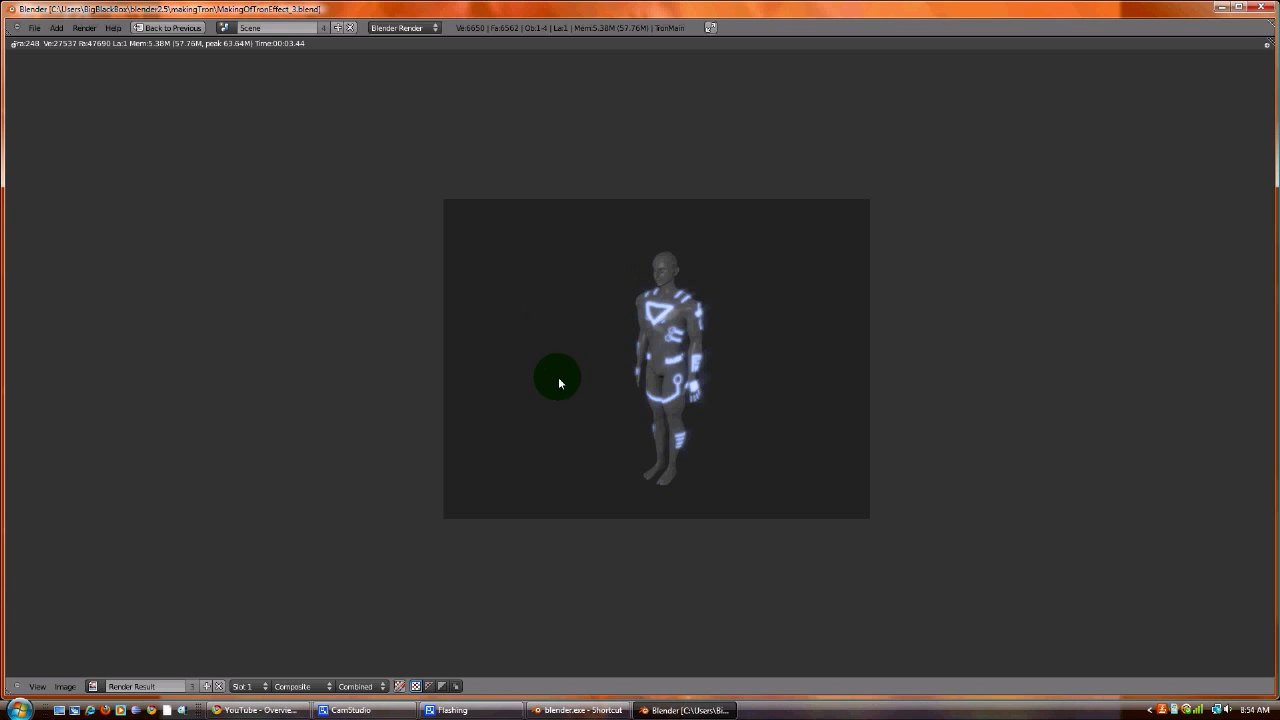 Blender [C:\Users\BigBlackBox\blender2.5\makingTron\MakingOfTronEffect_3.blend]
File Add Render Help Back to Previous Scene 4 Blender Render Ve:6650 | Fa:6562 | Ob:1-4 | La:1 | Mem:5.38M (57.76M) | TronMain
Fra:248 Ve:27537 Fa:47690 La:1 Mem:5.38M (57.76M, peak 63.64M) Time:00:03.44
View Image Render Result 3 Slot 1 Composite Combined
YouTube - Overvie... CamStudio Flashing blender.exe - Shortcut Blender [C:\Users\Bi... 8:54 AM